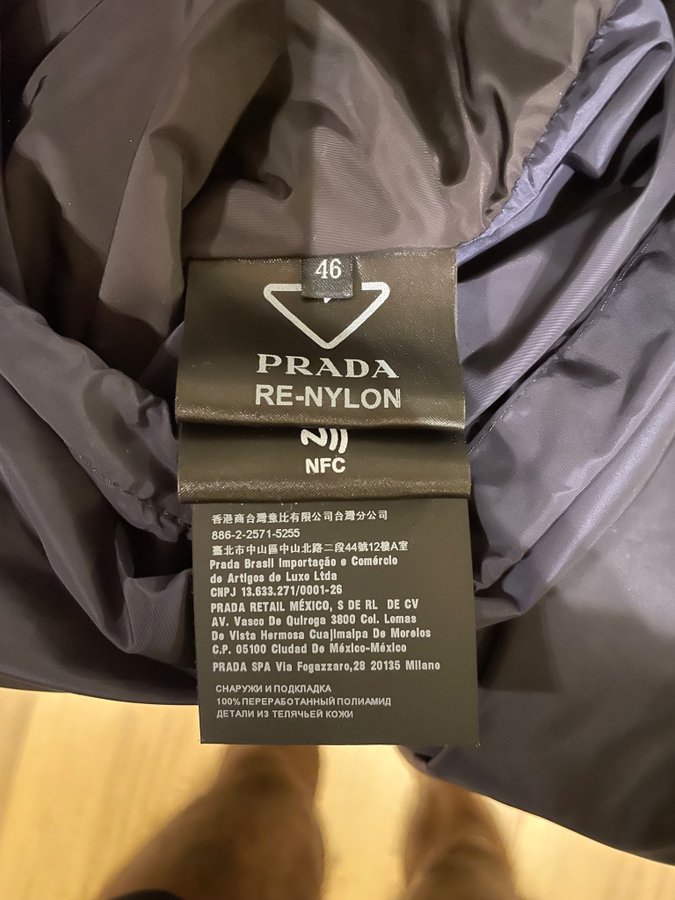 46
PRADA
RE-NYLON
NFC
香港商台灣意比有限公司台灣分公司
886-2-2571-5255
臺北市中山區中山北路二段44號12樓A室
Prada Brasil Importação e Comércio
de Artigos de Luxo Ltda
CNPJ 13.633.271/0001-26
PRADA RETAIL MÉXICO, S DE RL DE CV
AV. Vasco De Quiroga 3800 Col. Lomas
De Vista Hermosa Cuajimalpa De Morelos
C.P. 05100 Ciudad De México-México
PRADA SPA Via Fogazzaro,28 20135 Milano
СНАРУЖИ И ПОДКЛАДКА
100% ПЕРЕРАБОТАННЫЙ ПОЛИАМИД
ДЕТАЛИ ИЗ ТЕЛЯЧЬЕЙ КОЖИ